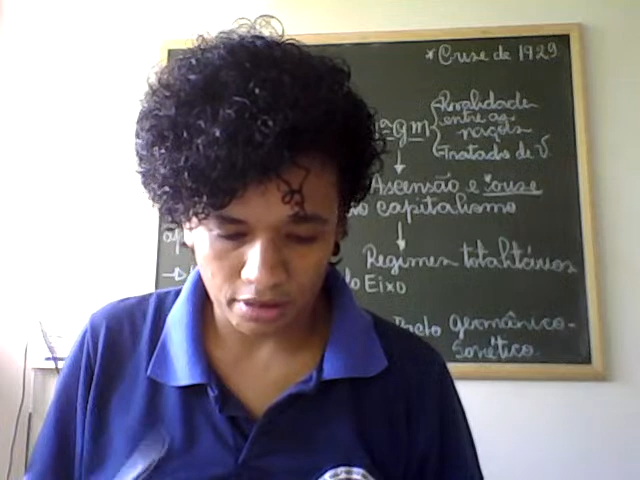 *Crise de 1929
1ª GM
Rivalidade
entre as
nações
Tratado de V.
Ascensão e crise
do capitalismo
Regimes totalitários
do Eixo
Pacto germânico-
Soviético